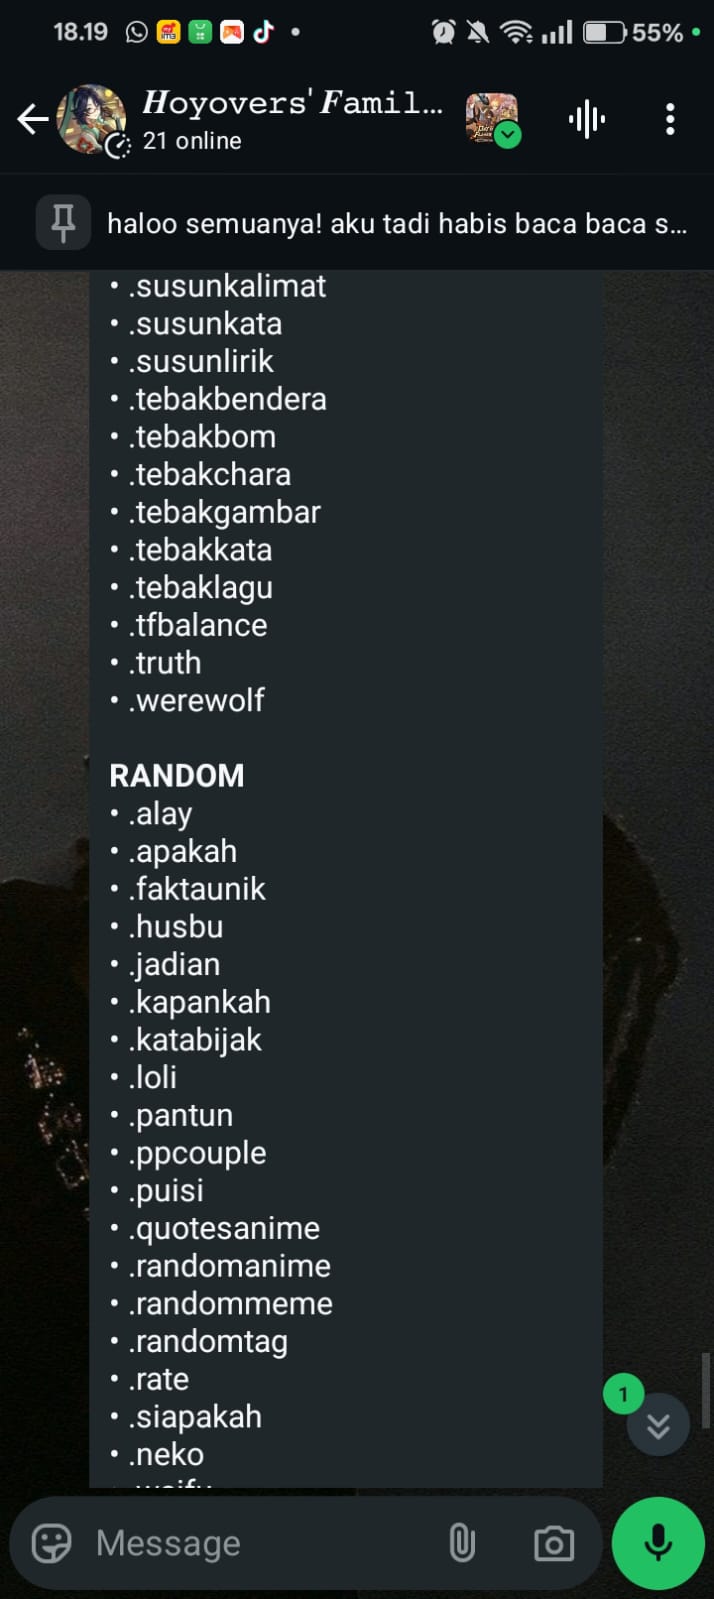 18.19
55%
Hoyovers' Famil...
21 online
haloo semuanya! aku tadi habis baca baca s...
• .susunkalimat
• .susunkata
• .susunlirik
• .tebakbendera
• .tebakbom
• .tebakchara
• .tebakgambar
• .tebakkata
• .tebaklagu
• .tfbalance
• .truth
• .werewolf
RANDOM
• .alay
• .apakah
• .faktaunik
• .husbu
• .jadian
• .kapankah
• .katabijak
• .loli
• .pantun
• .ppcouple
• .puisi
• .quotesanime
• .randomanime
• .randommeme
• .randomtag
• .rate
• .siapakah
• .neko
1
Message